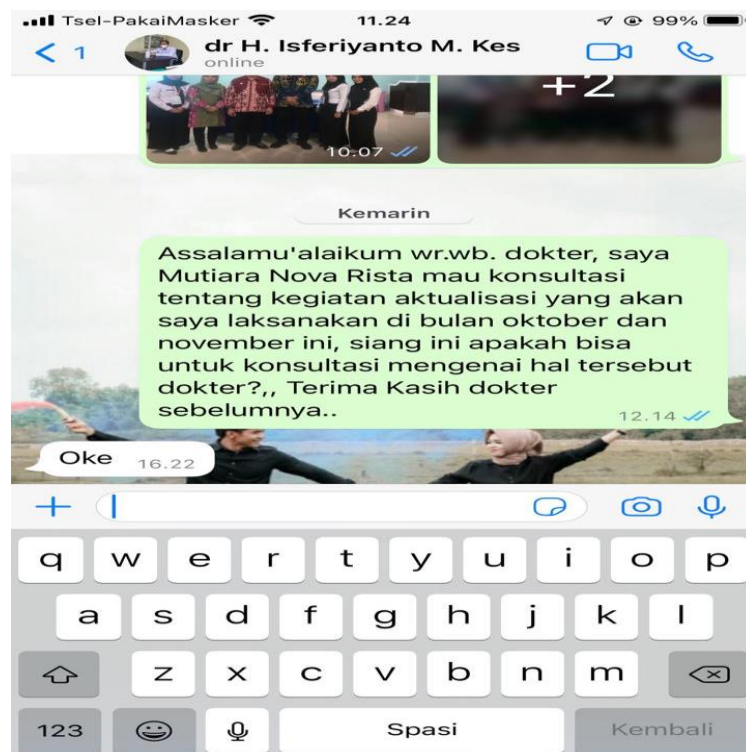 Tsel-PakaiMasker 11.24 99%
1 dr H. Isferiyanto M. Kes
online
+2
10.07
Kemarin
Assalamu'alaikum wr.wb. dokter, saya
Mutiara Nova Rista mau konsultasi
tentang kegiatan aktualisasi yang akan
saya laksanakan di bulan oktober dan
november ini, siang ini apakah bisa
untuk konsultasi mengenai hal tersebut
dokter?,, Terima Kasih dokter
sebelumnya..
12.14
Oke 16.22
q w e r t y u i o p
a s d f g h j k l
z x c v b n m
123 Spasi Kembali